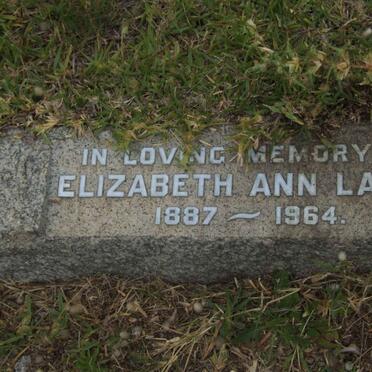 IN LOVING MEMORY
ELIZABETH ANN
1887 ~ 1964.